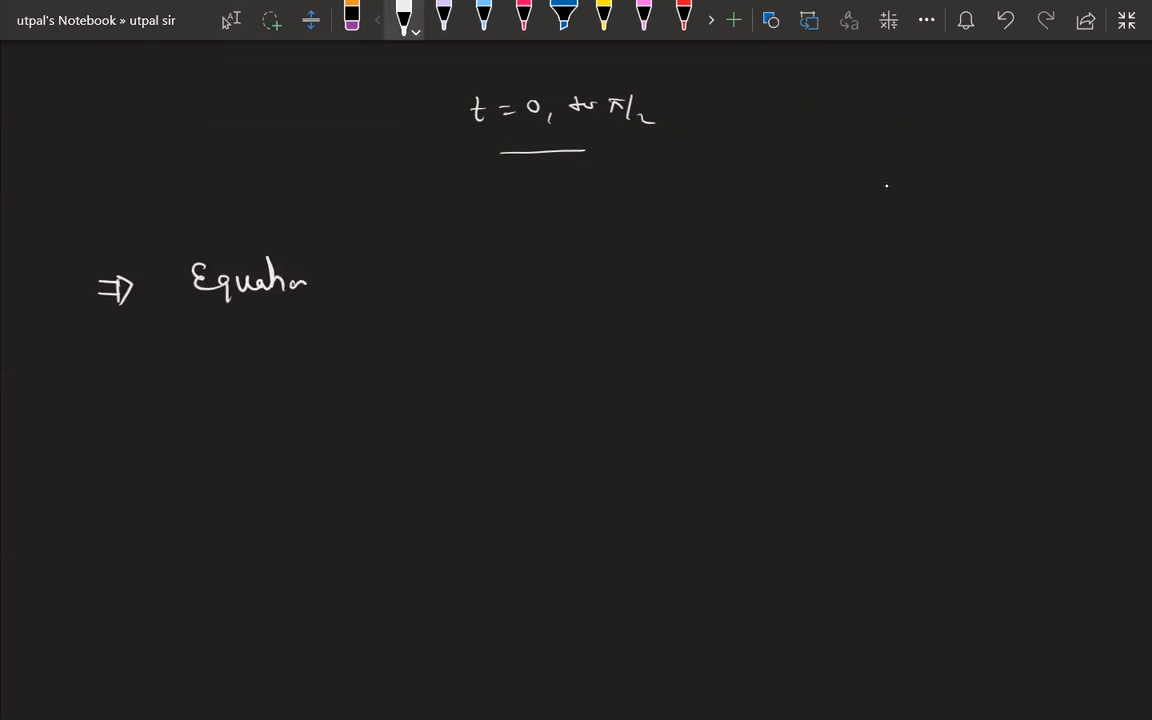 utpal's Notebook » utpal sir
t = 0, to π/2
⇒ Equation